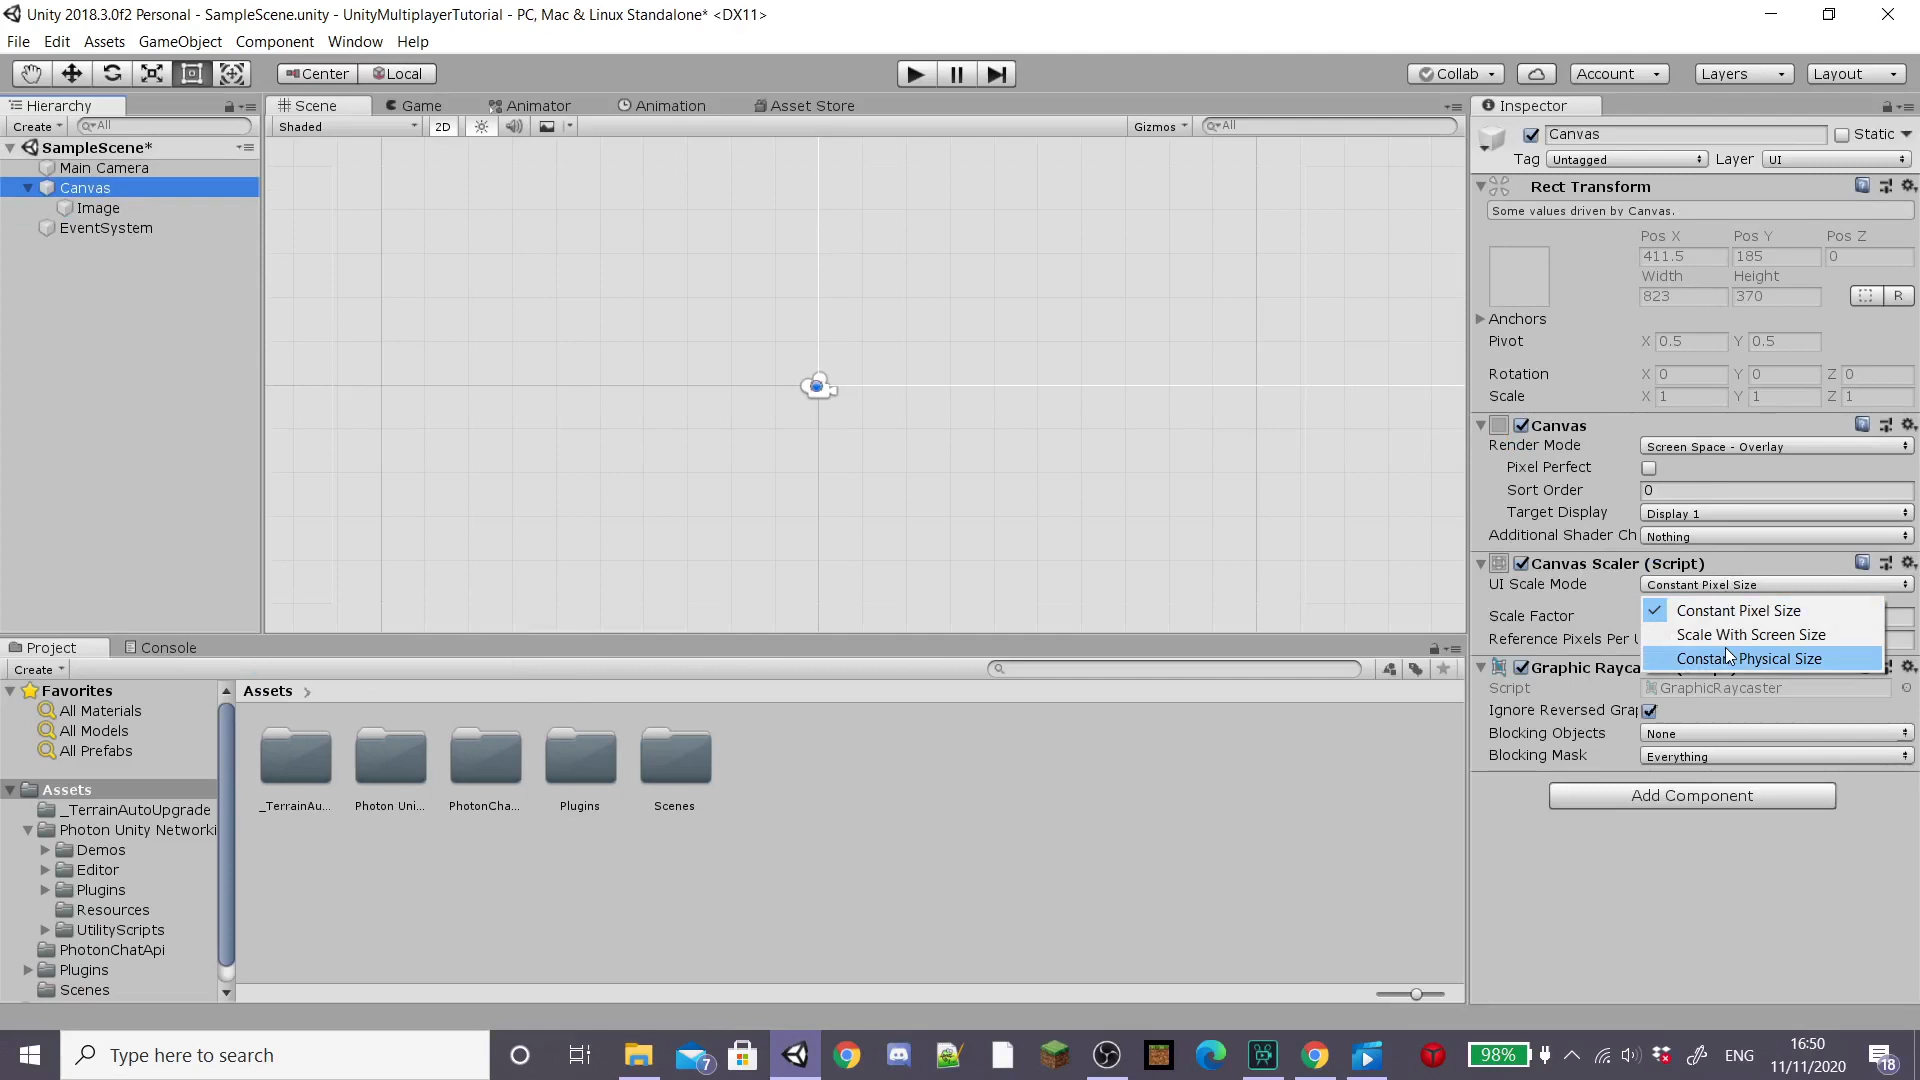 Unity 2018.3.0f2 Personal - SampleScene.unity - UnityMultiplayerTutorial - PC, Mac & Linux Standalone* <DX11>
File Edit Assets GameObject Component Window Help
Center Local Collab Account Layers Layout
Hierarchy Scene Game Animator Animation Asset Store Inspector
Create All Shaded 2D Gizmos All
Canvas Static
SampleScene*
Tag Untagged Layer UI
Main Camera
Canvas
Image
EventSystem
Rect Transform
Some values driven by Canvas.
Pos X Pos Y Pos Z
411.5 185 0
Width Height
823 370 R
Anchors
Pivot X 0.5 Y 0.5
Rotation X 0 Y 0 Z 0
Scale X 1 Y 1 Z 1
Canvas
Render Mode Screen Space - Overlay
Pixel Perfect
Sort Order 0
Target Display Display 1
Additional Shader Ch Nothing
Canvas Scaler (Script)
UI Scale Mode Constant Pixel Size
Scale Factor
Reference Pixels Per U
Constant Pixel Size
Scale With Screen Size
Constant Physical Size
Graphic Rayca
Script GraphicRaycaster
Ignore Reversed Gra
Blocking Objects None
Blocking Mask Everything
Add Component
Project Console
Create
Favorites
All Materials
All Models
All Prefabs
Assets
_TerrainAutoUpgrade
Photon Unity Networki
Demos
Editor
Plugins
Resources
UtilityScripts
PhotonChatApi
Plugins
Scenes
Assets
_TerrainAu... Photon Uni... PhotonCha... Plugins Scenes
Type here to search
7
98%
ENG
16:50
11/11/2020
18